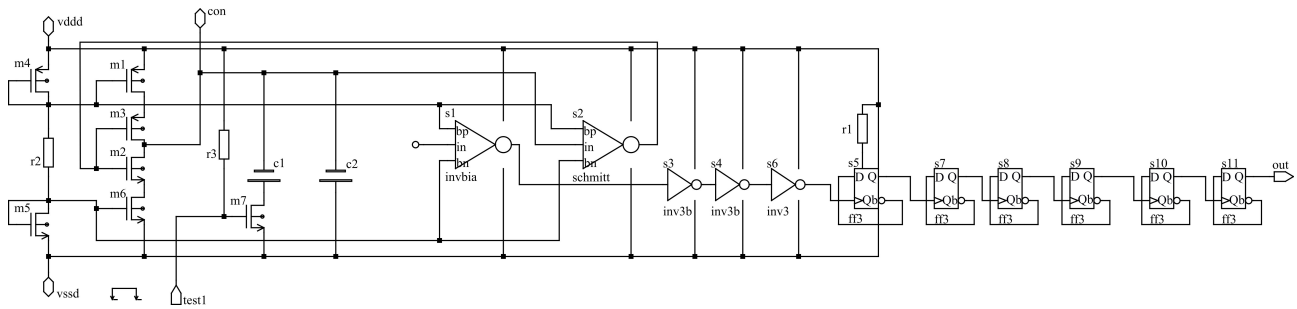 vddd
con
m4
m1
m3
r2
m2
m5
m6
r3
c1
c2
m7
s1
bp
in
bn
invbia
s2
bp
in
bn
schmitt
s3
inv3b
s4
inv3b
s6
inv3
r1
s5
D Q
Qb
ff3
s7
D Q
Qb
ff3
s8
D Q
Qb
ff3
s9
D Q
Qb
ff3
s10
D Q
Qb
ff3
s11
D Q
Qb
ff3
out
vssd
test1